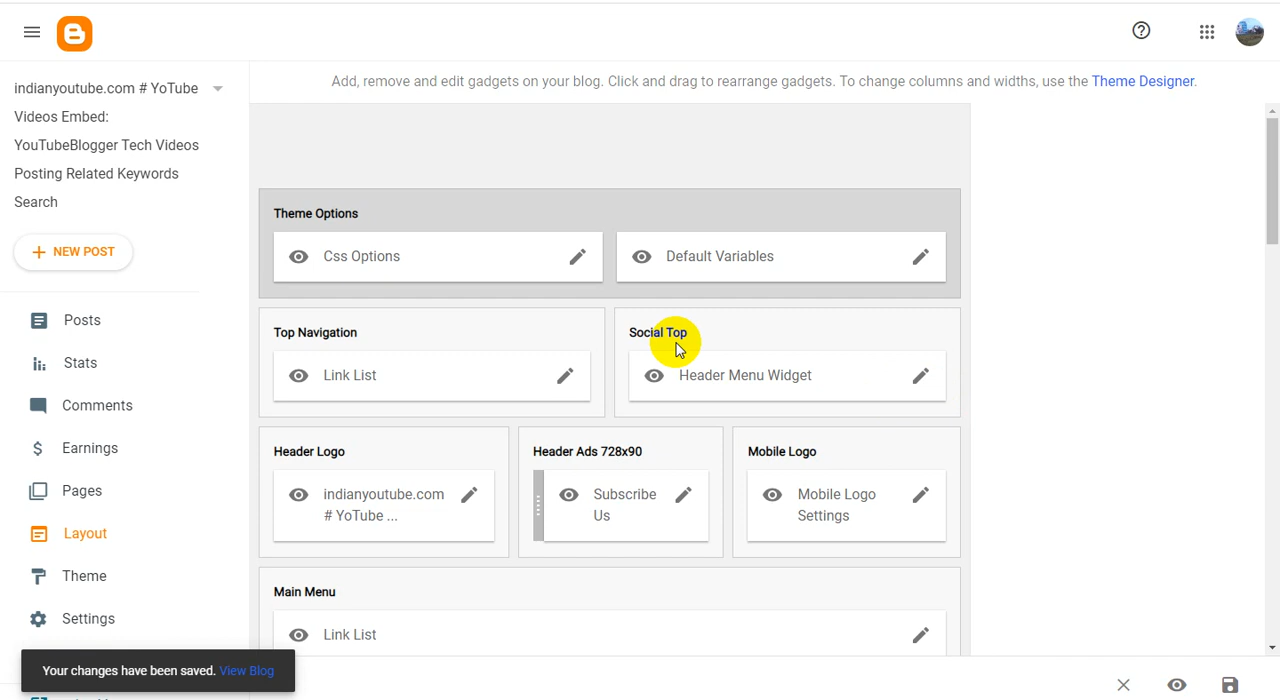 Add, remove and edit gadgets on your blog. Click and drag to rearrange gadgets. To change columns and widths, use the Theme Designer.
indianyoutube.com # YoTube
Videos Embed:
YouTubeBlogger Tech Videos
Posting Related Keywords
Search
NEW POST
Posts
Stats
Comments
Earnings
Pages
Layout
Theme
Settings
Your changes have been saved. View Blog
Theme Options
Css Options
Default Variables
Top Navigation
Link List
Social Top
Header Menu Widget
Header Logo
indianyoutube.com
# YoTube ...
Header Ads 728x90
Subscribe
Us
Mobile Logo
Mobile Logo
Settings
Main Menu
Link List